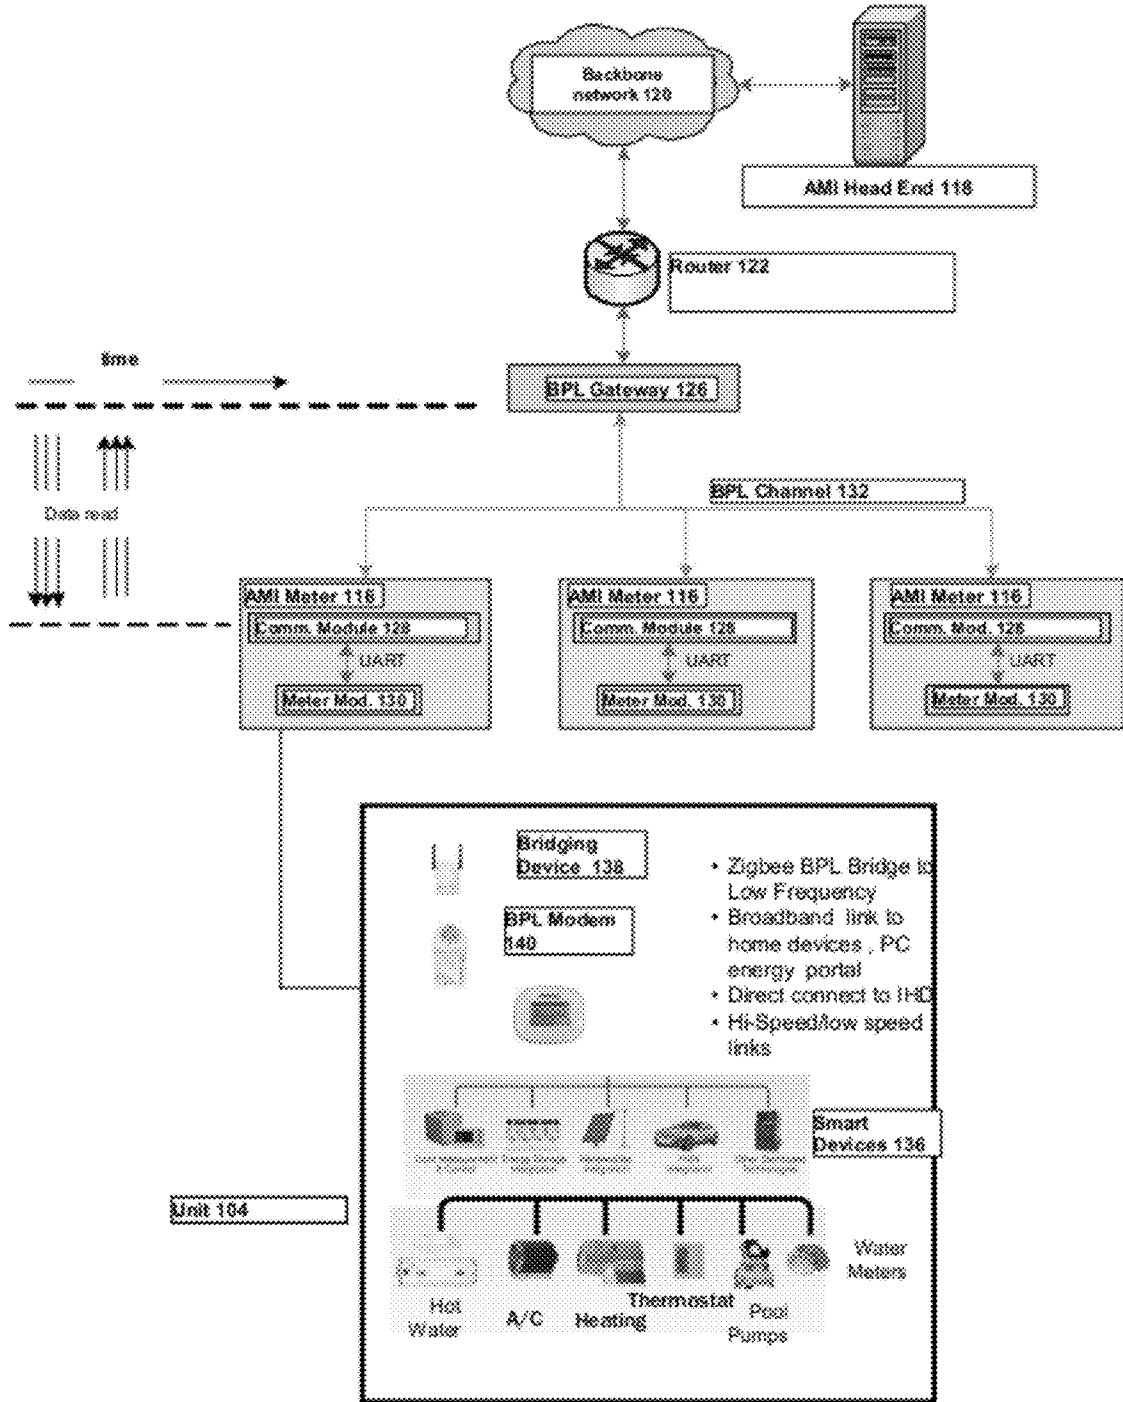 Backbone
network 120
AMI Head End 118
Router 122
time
BPL Gateway 126
Data read
BPL Channel 132
AMI Meter 116
Comm. Module 128
UART
Meter Mod. 130
AMI Meter 116
Comm. Module 128
UART
Meter Mod. 130
AMI Meter 116
Comm. Mod. 128
UART
Meter Mod. 130
Bridging
Device 138
BPL Modem
140
• Zigbee BPL Bridge to
Low Frequency
• Broadband link to
home devices , PC
energy portal
• Direct connect to IHD
• Hi-Speed/low speed
links
Smart
Devices 136
Unit 104
Hot
Water
A/C
Heating
Thermostat
Pool
Pumps
Water
Meters